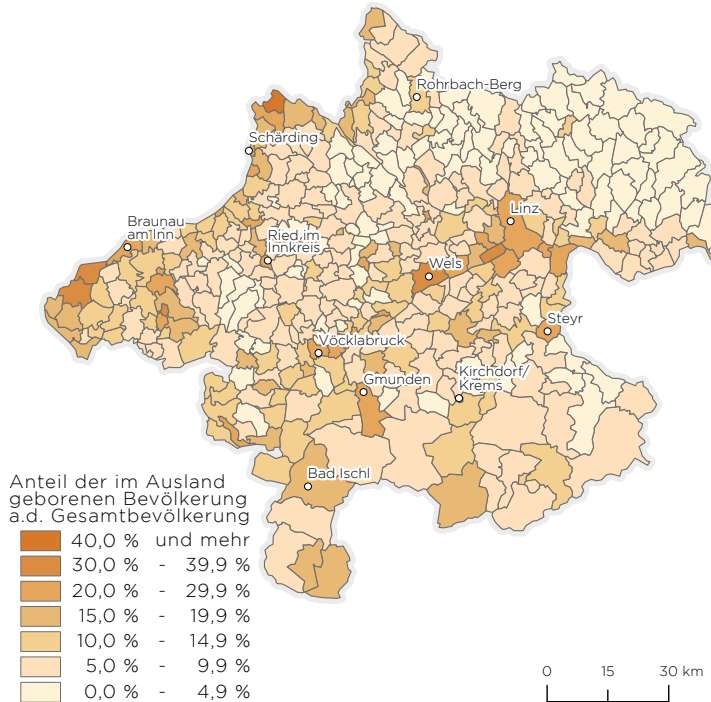 Rohrbach-Berg
Schärding
Linz
Braunau
am Inn
Ried im
Innkreis
Wels
Steyr
Vöcklabruck
Gmunden
Kirchdorf/
Krems
Bad Ischl
Anteil der im Ausland
geborenen Bevölkerung
a.d. Gesamtbevölkerung
40,0 % und mehr
30,0 % - 39,9 %
20,0 % - 29,9 %
15,0 % - 19,9 %
10,0 % - 14,9 %
5,0 % - 9,9 %
0,0 % - 4,9 %
0 15 30 km